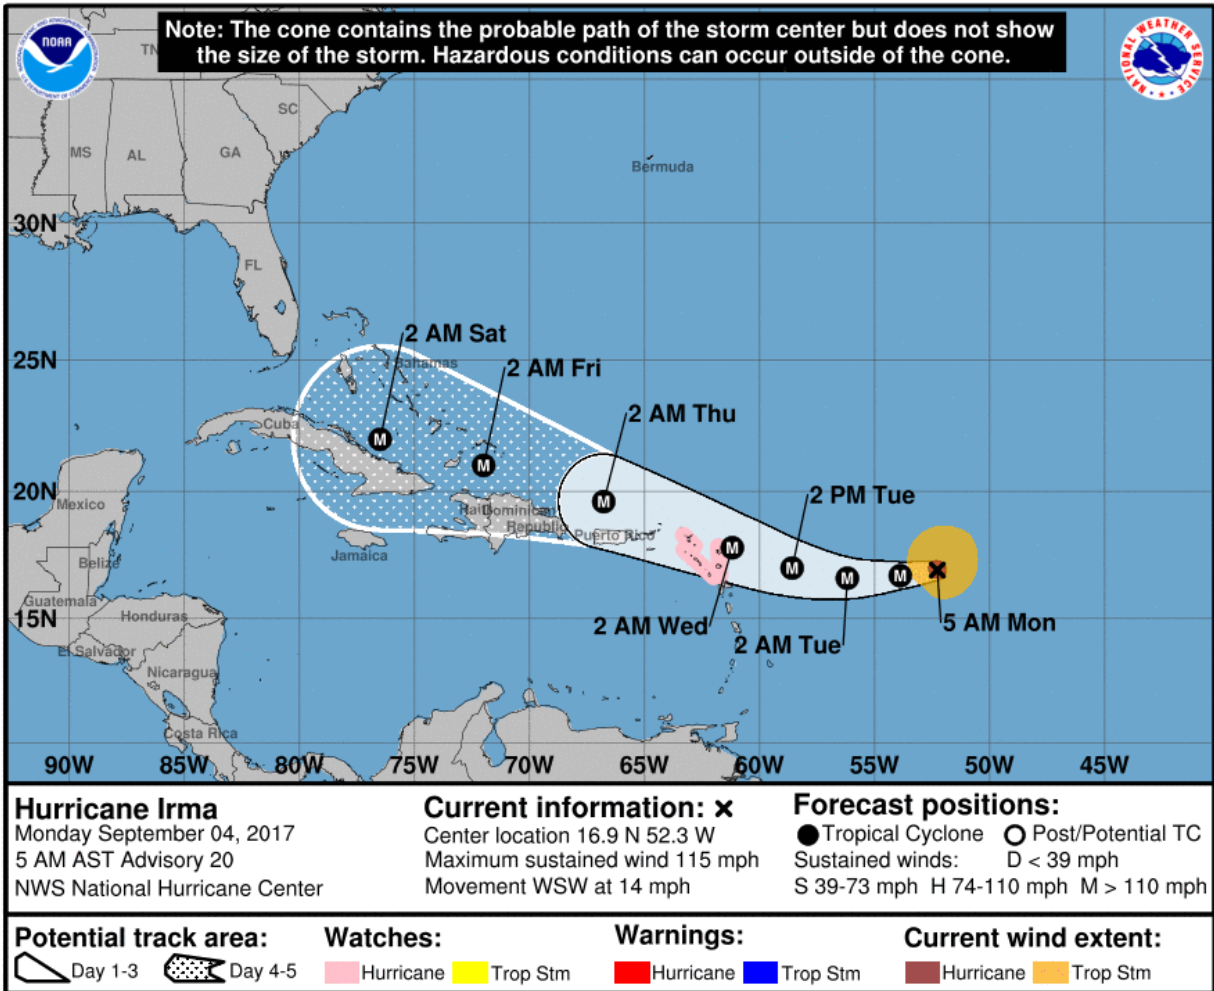 Note: The cone contains the probable path of the storm center but does not show
the size of the storm. Hazardous conditions can occur outside of the cone.
NOAA
NATIONAL WEATHER SERVICE
TN
SC
MS
AL
GA
Bermuda
30N
FL
2 AM Sat
25N
Bahamas
2 AM Fri
2 AM Thu
Cuba
M
M
20N
M
2 PM Tue
Mexico
Haiti
Dominican
Republic
Puerto Rico
Jamaica
M
M
M
M
Belize
Guatemala
Honduras
15N
2 AM Wed
5 AM Mon
2 AM Tue
El Salvador
Nicaragua
Costa Rica
90W 85W 80W 75W 70W 65W 60W 55W 50W 45W
Hurricane Irma
Monday September 04, 2017
5 AM AST Advisory 20
NWS National Hurricane Center
Current information: ×
Center location 16.9 N 52.3 W
Maximum sustained wind 115 mph
Movement WSW at 14 mph
Forecast positions:
Tropical Cyclone Post/Potential TC
Sustained winds: D < 39 mph
S 39-73 mph H 74-110 mph M > 110 mph
Potential track area:
Day 1-3 Day 4-5
Watches:
Hurricane Trop Stm
Warnings:
Hurricane Trop Stm
Current wind extent:
Hurricane Trop Stm